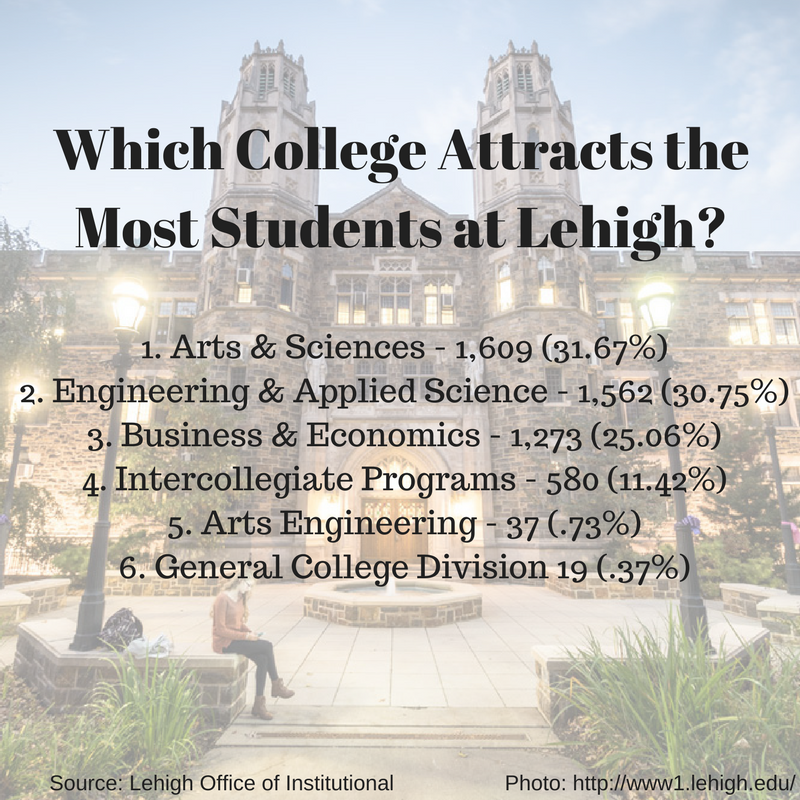 Which College Attracts the
Most Students at Lehigh?
1. Arts & Sciences - 1,609 (31.67%)
2. Engineering & Applied Science - 1,562 (30.75%)
3. Business & Economics - 1,273 (25.06%)
4. Intercollegiate Programs - 580 (11.42%)
5. Arts Engineering - 37 (.73%)
6. General College Division 19 (.37%)
Source: Lehigh Office of Institutional
Photo: http://www1.lehigh.edu/